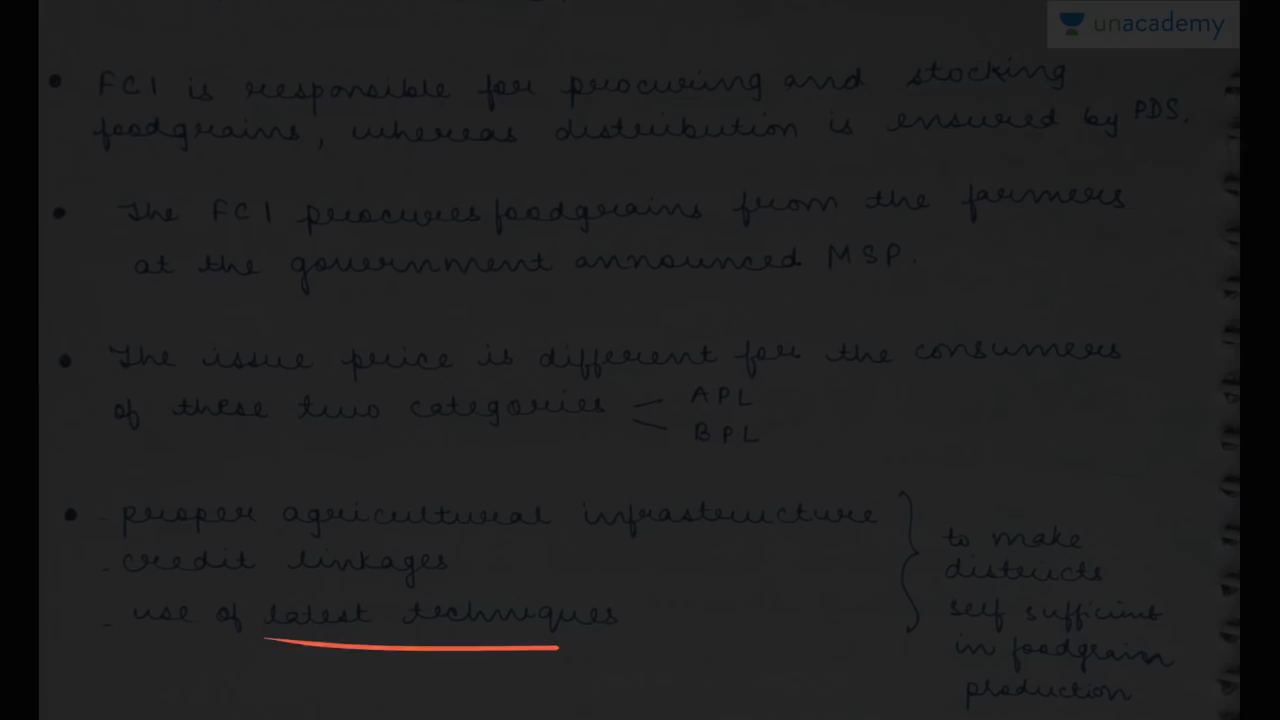 unacademy
• FCI is responsible for procuring and stocking
foodgrains, whereas distribution is ensured by PDS.
• The FCI procures foodgrains from the farmers
at the government announced MSP.
• The issue price is different for the consumers
of these two categories — APL
— BPL
• - proper agricultural infrastructure
- credit linkages
- use of latest techniques
} to make
districts
self sufficient
in foodgrain
production